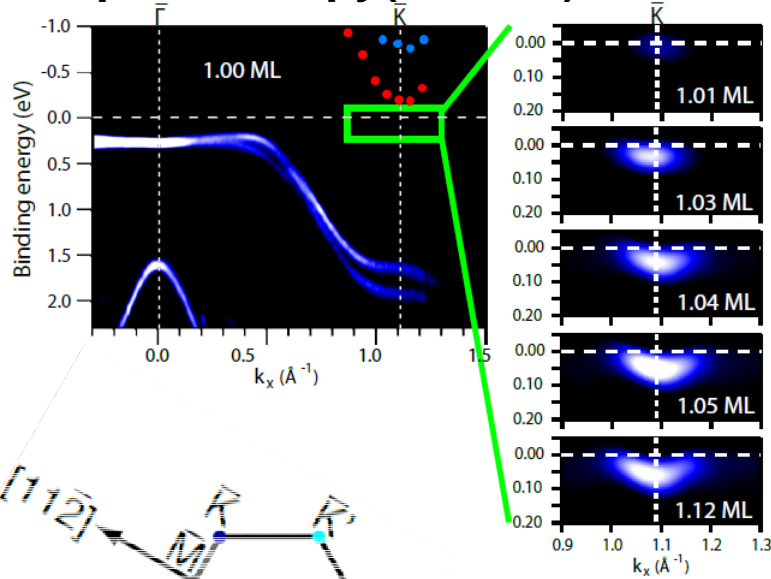 Γ̄
K̄
-1.0
-0.5
0.0
0.5
1.0
1.5
2.0
Binding energy (eV)
1.00 ML
0.0
0.5
1.0
1.5
kx (Å⁻¹)
K̄
0.00
0.10
0.20
1.01 ML
0.00
0.10
0.20
1.03 ML
0.00
0.10
0.20
1.04 ML
0.00
0.10
0.20
1.05 ML
0.00
0.10
0.20
1.12 ML
0.9
1.0
1.1
1.2
1.3
kx (Å⁻¹)
[112̄]
M̄
K̄
K̄'